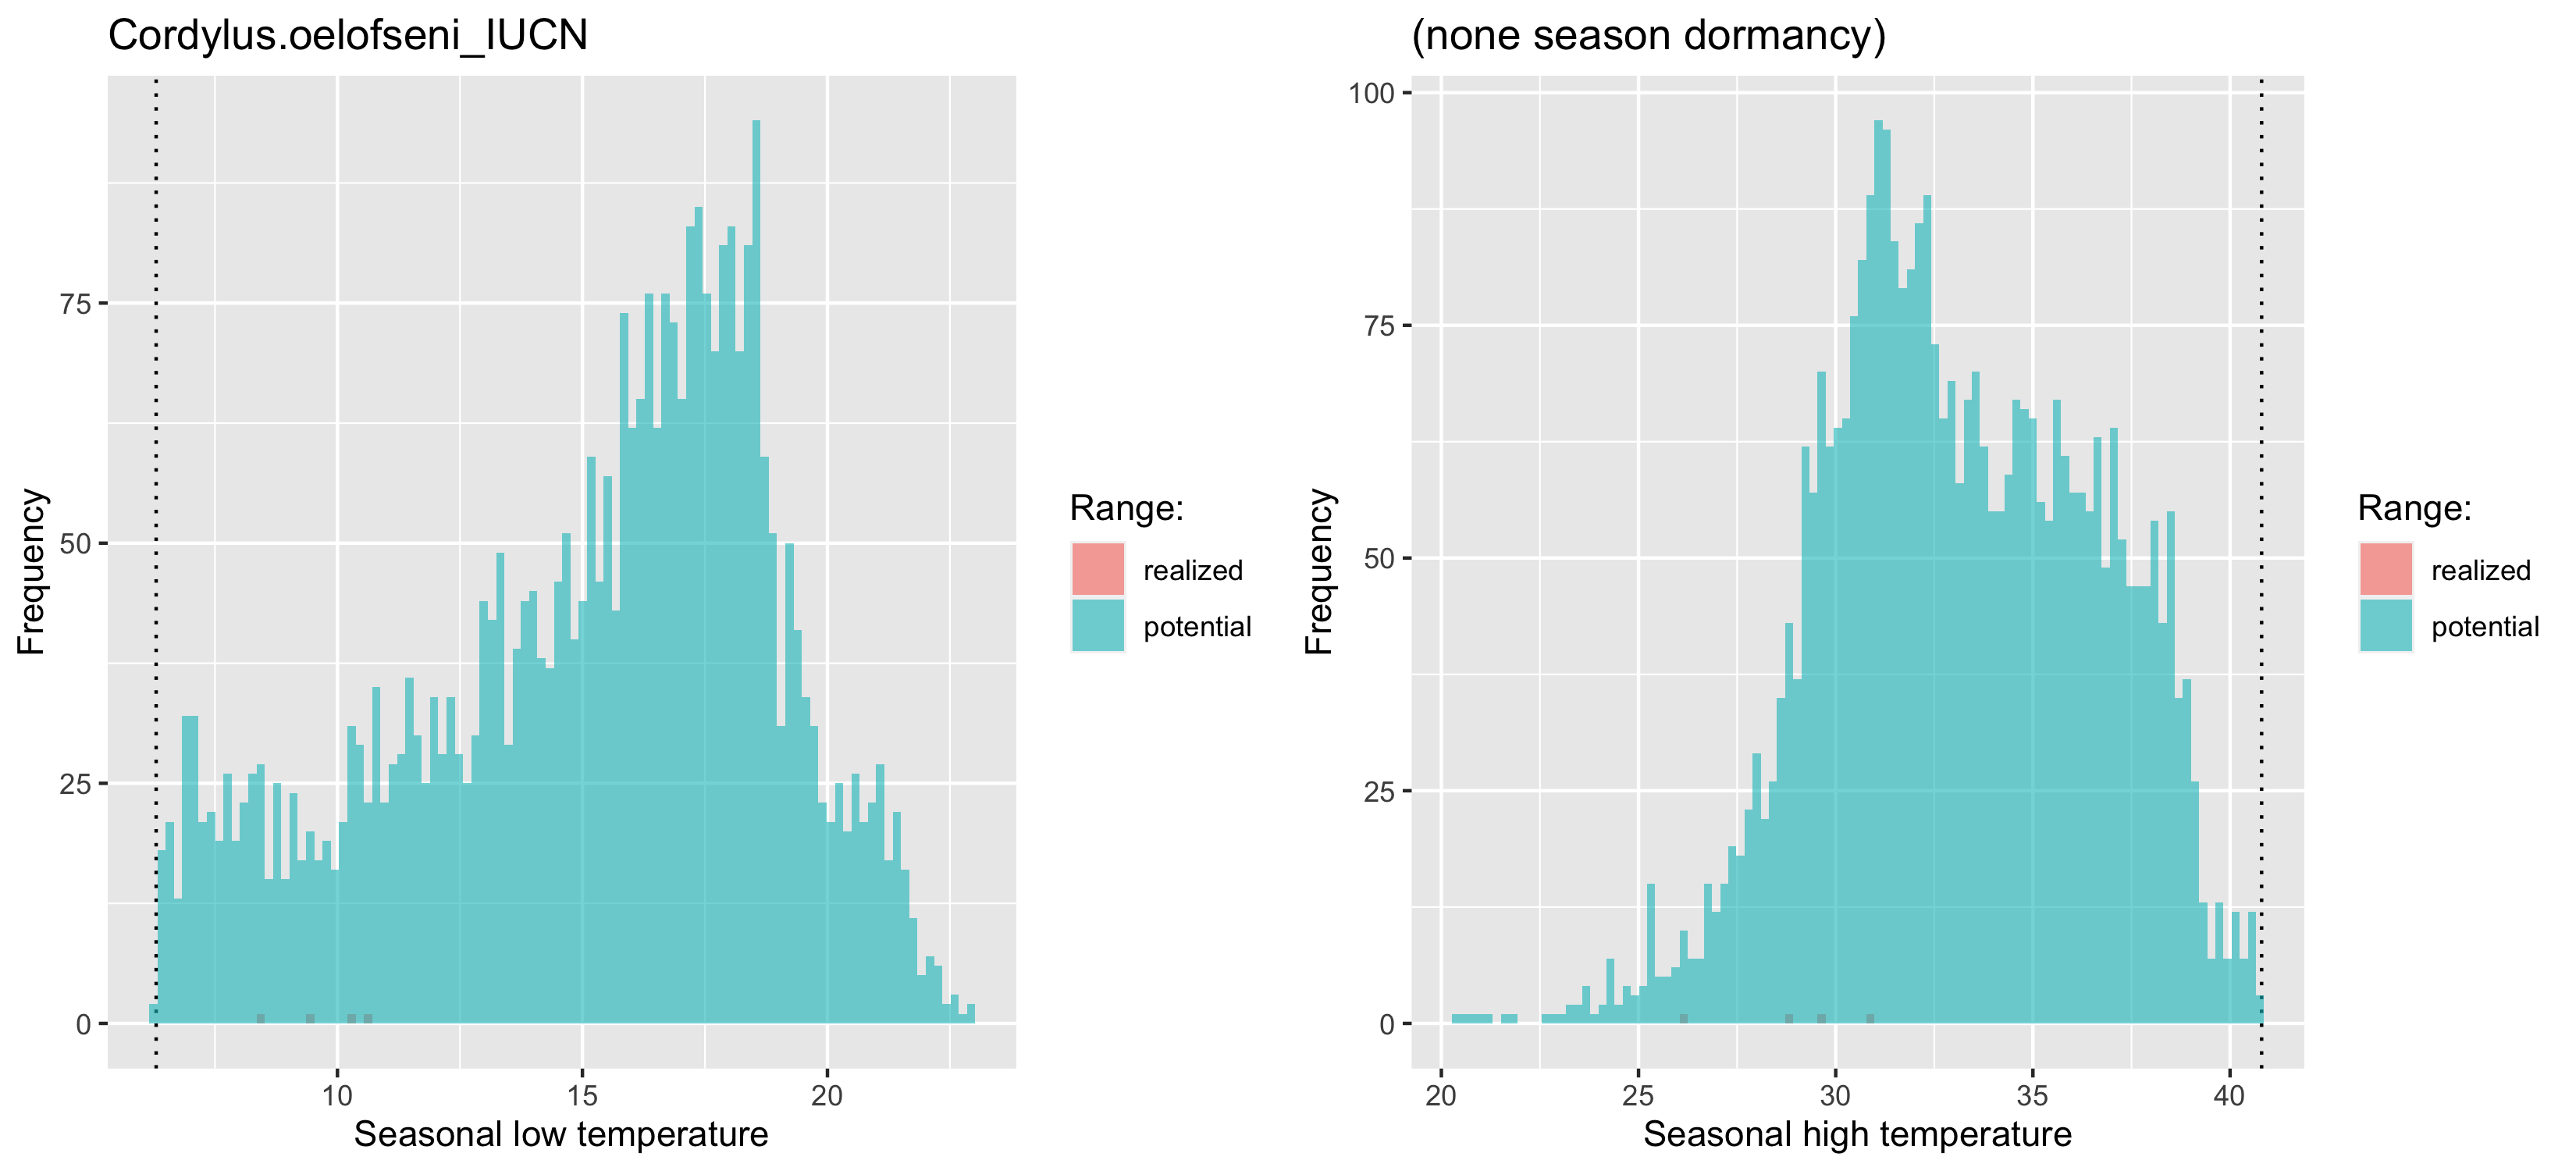 Cordylus.oelofseni_IUCN
Frequency
75
50
25
0
10 15 20
Seasonal low temperature
Range:
realized
potential
(none season dormancy)
Frequency
100
75
50
25
0
20 25 30 35 40
Seasonal high temperature
Range:
realized
potential